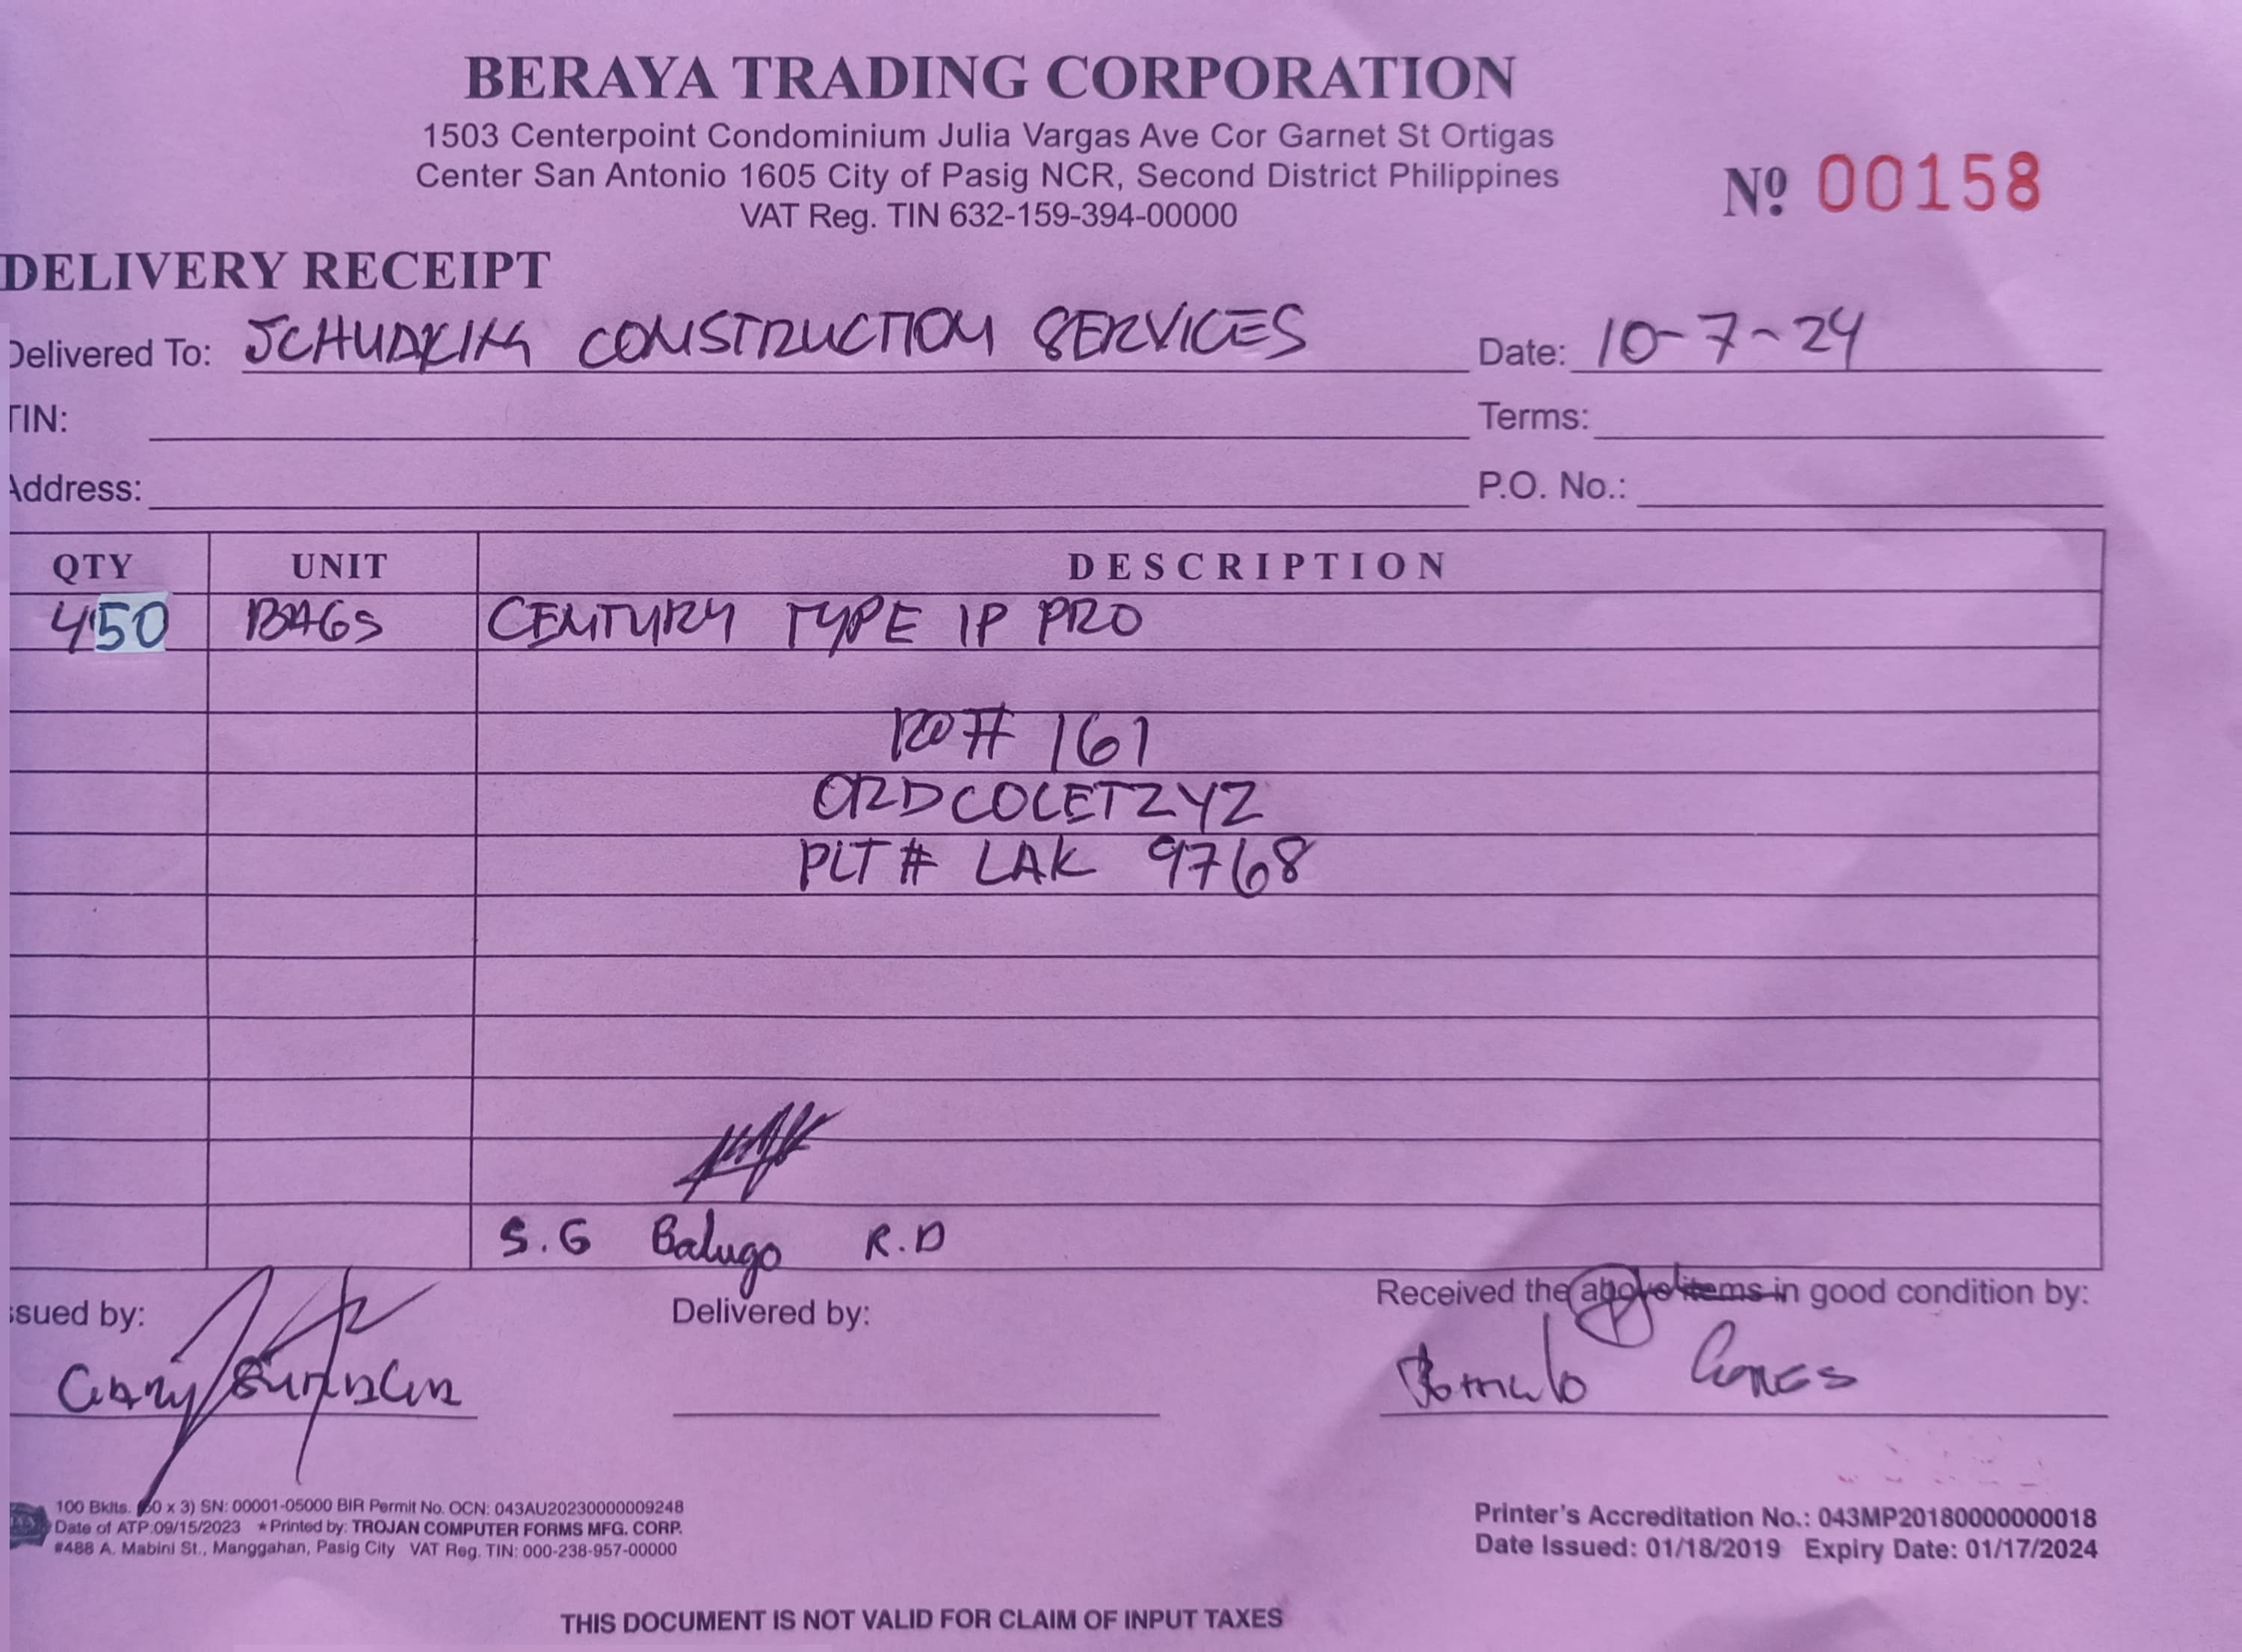 BERAYA TRADING CORPORATION
1503 Centerpoint Condominium Julia Vargas Ave Cor Garnet St Ortigas
Center San Antonio 1605 City of Pasig NCR, Second District Philippines
VAT Reg. TIN 632-159-394-00000
Nº 00158
DELIVERY RECEIPT
Delivered To: JCHUDKING CONSTRUCTION SERVICES Date: 10-7-24
TIN: Terms:
Address: P.O. No.:
QTY UNIT DESCRIPTION
450 BAGS CENTURY TYPE 1P PRO
# 161
ORDCOLETZYZ
PLT # LAK 9768
S.G Balugo R.D
ssued by: Delivered by: Received the above items in good condition by:
Gary
100 Bklts. (50 x 3) SN: 00001-05000 BIR Permit No. OCN: 043AU20230000009248
Date of ATP:09/15/2023 ★Printed by: TROJAN COMPUTER FORMS MFG. CORP.
#488 A. Mabini St., Manggahan, Pasig City VAT Reg. TIN: 000-238-957-00000
Printer's Accreditation No.: 043MP20180000000018
Date Issued: 01/18/2019 Expiry Date: 01/17/2024
THIS DOCUMENT IS NOT VALID FOR CLAIM OF INPUT TAXES